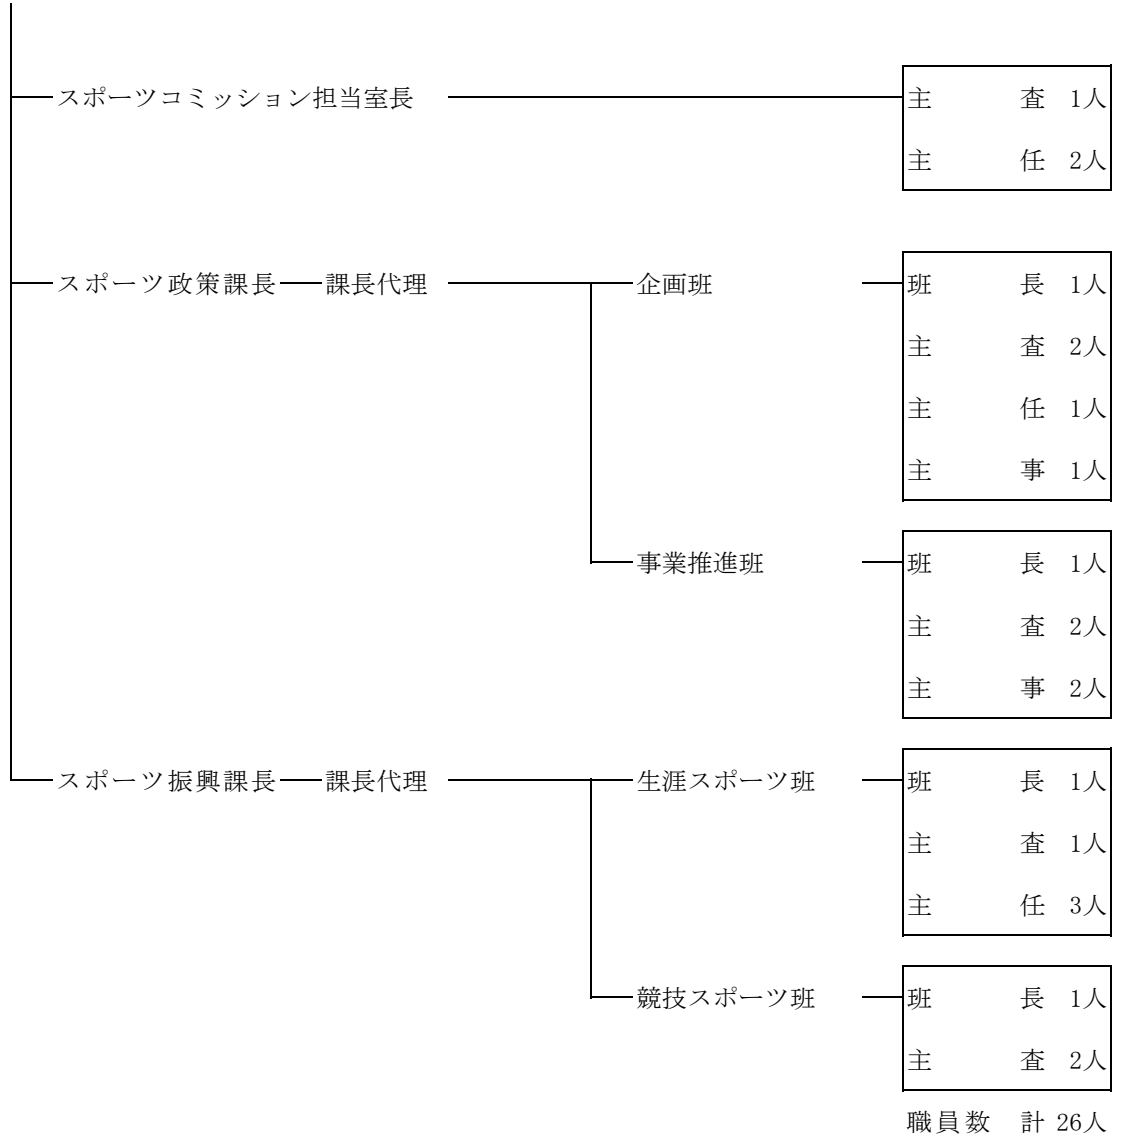 スポーツコミッション担当室長 主 査 1人
主 任 2人
スポーツ政策課長 課長代理 企画班 班 長 1人
主 査 2人
主 任 1人
主 事 1人
事業推進班 班 長 1人
主 査 2人
主 事 2人
スポーツ振興課長 課長代理 生涯スポーツ班 班 長 1人
主 査 1人
主 任 3人
競技スポーツ班 班 長 1人
主 査 2人
職員数 計 26人